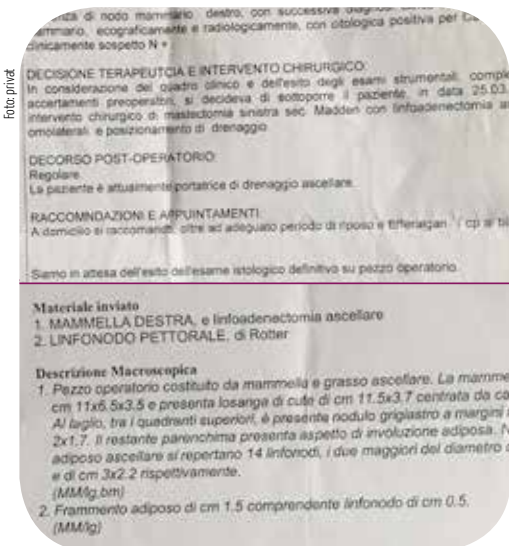 Foto: privat
di nodo mammario destro, con successiva
mammario, ecograficamente e radiologicamente, con citologica positiva per
clinicamente sospetto N +
DECISIONE TERAPEUTCIA E INTERVENTO CHIRURGICO:
In considerazione del quadro clinico e dell'esito degli esami strumentali,
accertamenti preoperatori, si decideva di sottoporre il paziente, in data 25.03.
intervento chirurgico di mastectomia sinistra sec. Madden con linfoadenectomia
omolaterali e posizionamento di drenaggio.
DECORSO POST-OPERATORIO:
Regolare.
La paziente è attualmente portatrice di drenaggio ascellare.
RACCOMNDAZIONI E APPUINTAMENTI:
A domicilio si raccomanda, oltre ad adeguato periodo di riposo e
Siamo in attesa dell'esito dell'esame istologico definitivo su pezzo operatorio.
Materiale inviato
1. MAMMELLA DESTRA, e linfoadenectomia ascellare
2. LINFONODO PETTORALE, di Rotter
Descrizione Macroscopica
1. Pezzo operatorio costituito da mammella e grasso ascellare. La
cm 11x6.5x3.5 e presenta losanga di cute di cm 11.5x3.7 centrata da
Al taglio, tra i quadranti superiori, è presente nodulo grigiastro a margini
2x1.7. Il restante parenchima presenta aspetto di involuzione adiposa.
adiposo ascellare si repertano 14 linfonodi, i due maggiori del diametro
e di cm 3x2.2 rispettivamente.
(MM/lg,bm)
2. Frammento adiposo di cm 1.5 comprendente linfonodo di cm 0.5.
(MM/lg)